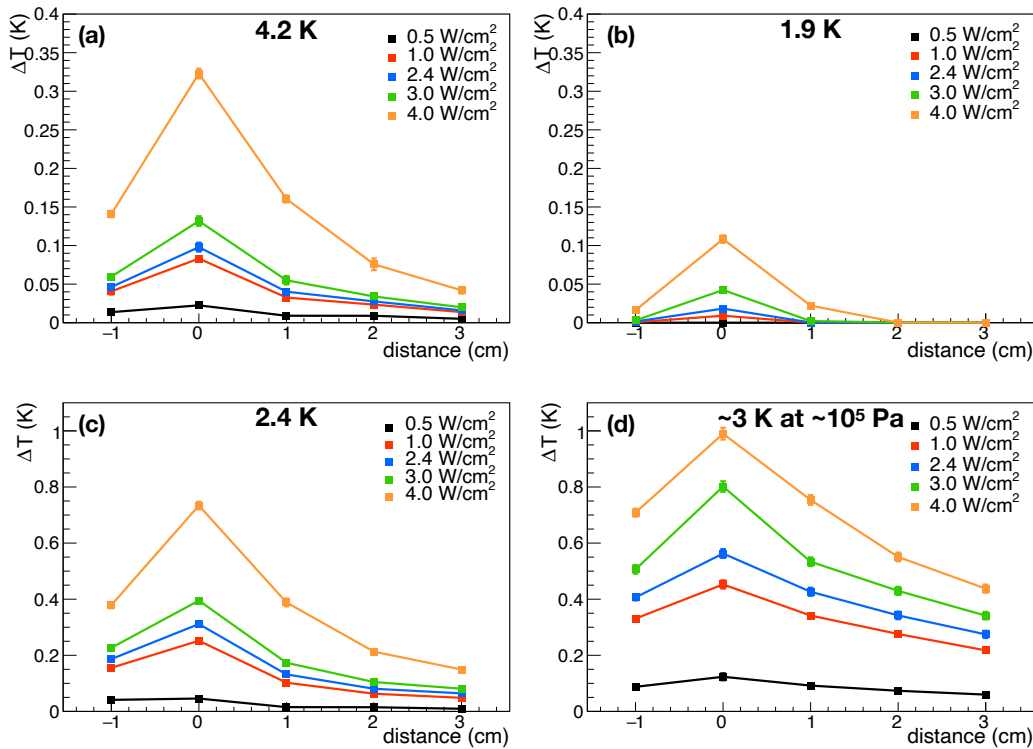 (a)
4.2 K
ΔT (K)
0.4
0.35
0.3
0.25
0.2
0.15
0.1
0.05
0
0.5 W/cm²
1.0 W/cm²
2.4 W/cm²
3.0 W/cm²
4.0 W/cm²
−1 0 1 2 3
distance (cm)
(b)
1.9 K
ΔT (K)
0.4
0.35
0.3
0.25
0.2
0.15
0.1
0.05
0
0.5 W/cm²
1.0 W/cm²
2.4 W/cm²
3.0 W/cm²
4.0 W/cm²
−1 0 1 2 3
distance (cm)
(c)
2.4 K
ΔT (K)
1
0.8
0.6
0.4
0.2
0
0.5 W/cm²
1.0 W/cm²
2.4 W/cm²
3.0 W/cm²
4.0 W/cm²
−1 0 1 2 3
distance (cm)
(d)
~3 K at ~10⁵ Pa
ΔT (K)
1
0.8
0.6
0.4
0.2
0
0.5 W/cm²
1.0 W/cm²
2.4 W/cm²
3.0 W/cm²
4.0 W/cm²
−1 0 1 2 3
distance (cm)